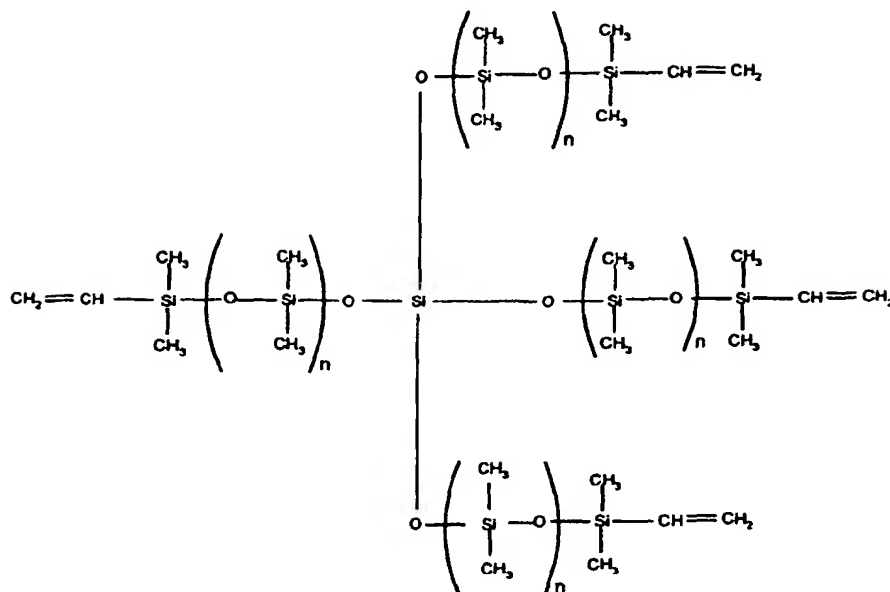 CH₃ CH₃
O Si O Si CH=CH₂
CH₃ CH₃
n
CH₃ CH₃ CH₃ CH₃
CH₂=CH Si O Si O Si O Si O Si CH=CH₂
CH₃ CH₃ CH₃ CH₃
n n
CH₃ CH₃
O Si O Si CH=CH₂
CH₃ CH₃
n